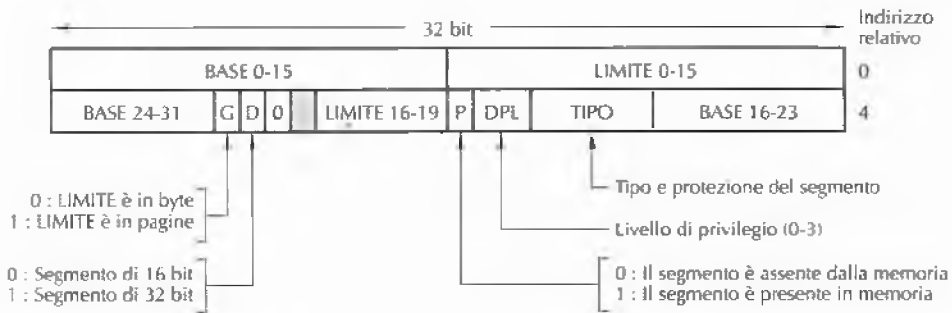 32 bit
Indirizzo
relativo
BASE 0-15 LIMITE 0-15 0
BASE 24-31 G D 0 LIMITE 16-19 P DPL TIPO BASE 16-23 4
0 : LIMITE è in byte
1 : LIMITE è in pagine
Tipo e protezione del segmento
Livello di privilegio (0-3)
0 : Segmento di 16 bit
1 : Segmento di 32 bit
0 : Il segmento è assente dalla memoria
1 : Il segmento è presente in memoria